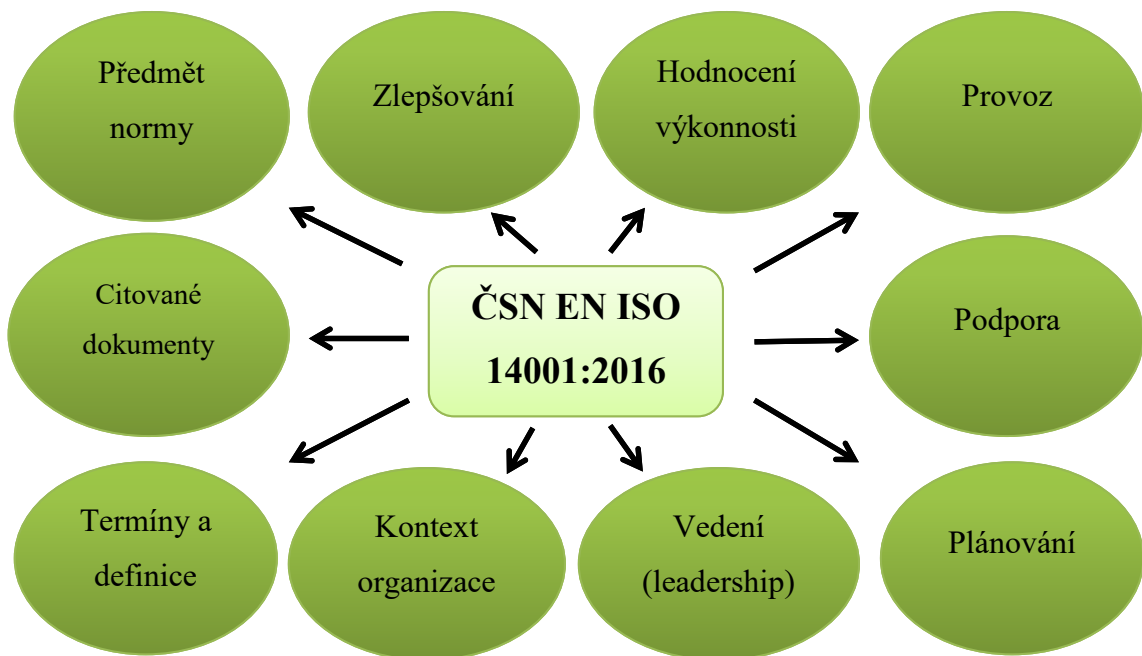 Předmět
normy
Zlepšování
Hodnocení
výkonnosti
Provoz
Citované
dokumenty
ČSN EN ISO
14001:2016
Podpora
Termíny a
definice
Kontext
organizace
Vedení
(leadership)
Plánování